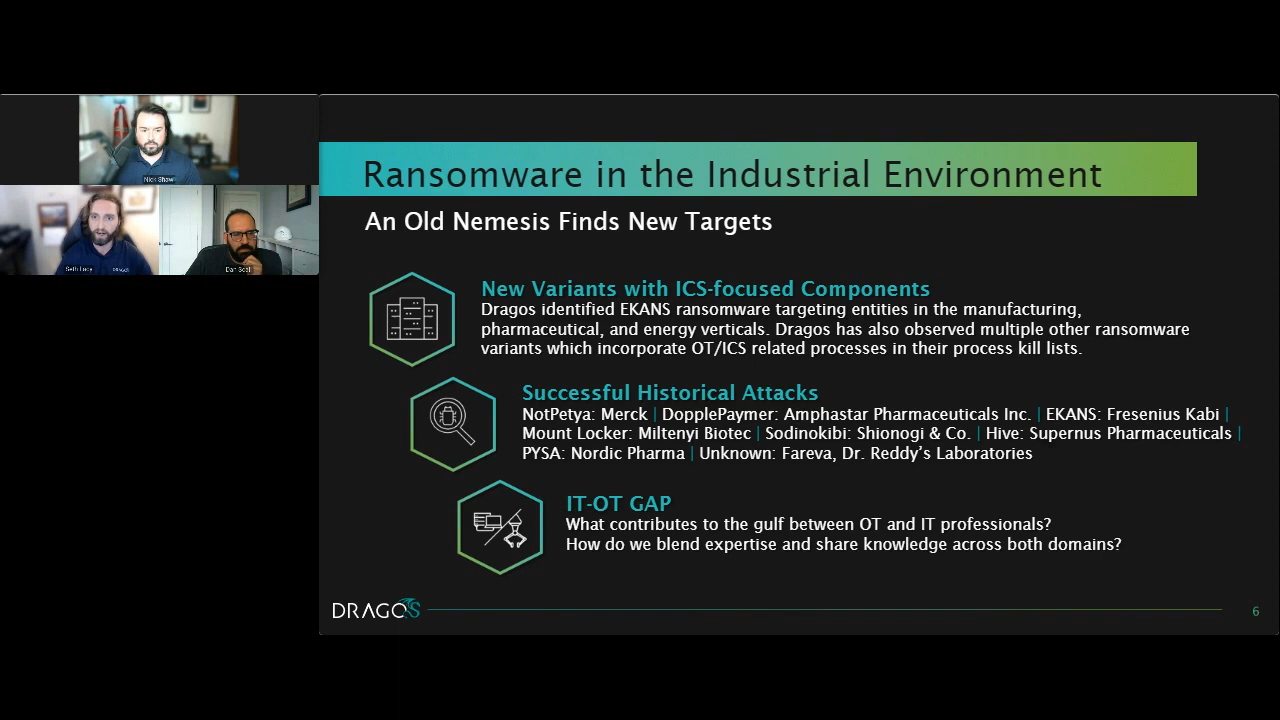 Nick Shaw
Seth Lacy
DRAGOS
Dan Scali
Ransomware in the Industrial Environment
An Old Nemesis Finds New Targets
New Variants with ICS-focused Components
Dragos identified EKANS ransomware targeting entities in the manufacturing,
pharmaceutical, and energy verticals. Dragos has also observed multiple other ransomware
variants which incorporate OT/ICS related processes in their process kill lists.
Successful Historical Attacks
NotPetya: Merck | DopplePaymer: Amphastar Pharmaceuticals Inc. | EKANS: Fresenius Kabi |
Mount Locker: Miltenyi Biotec | Sodinokibi: Shionogi & Co. | Hive: Supernus Pharmaceuticals |
PYSA: Nordic Pharma | Unknown: Fareva, Dr. Reddy’s Laboratories
IT-OT GAP
What contributes to the gulf between OT and IT professionals?
How do we blend expertise and share knowledge across both domains?
DRAGOS
6